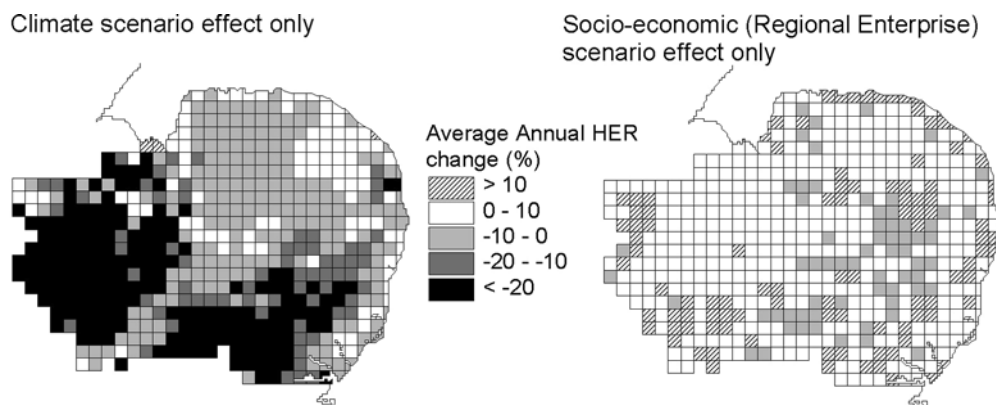 Climate scenario effect only
Socio-economic (Regional Enterprise)
scenario effect only
Average Annual HER
change (%)
> 10
0 - 10
-10 - 0
-20 - -10
< -20